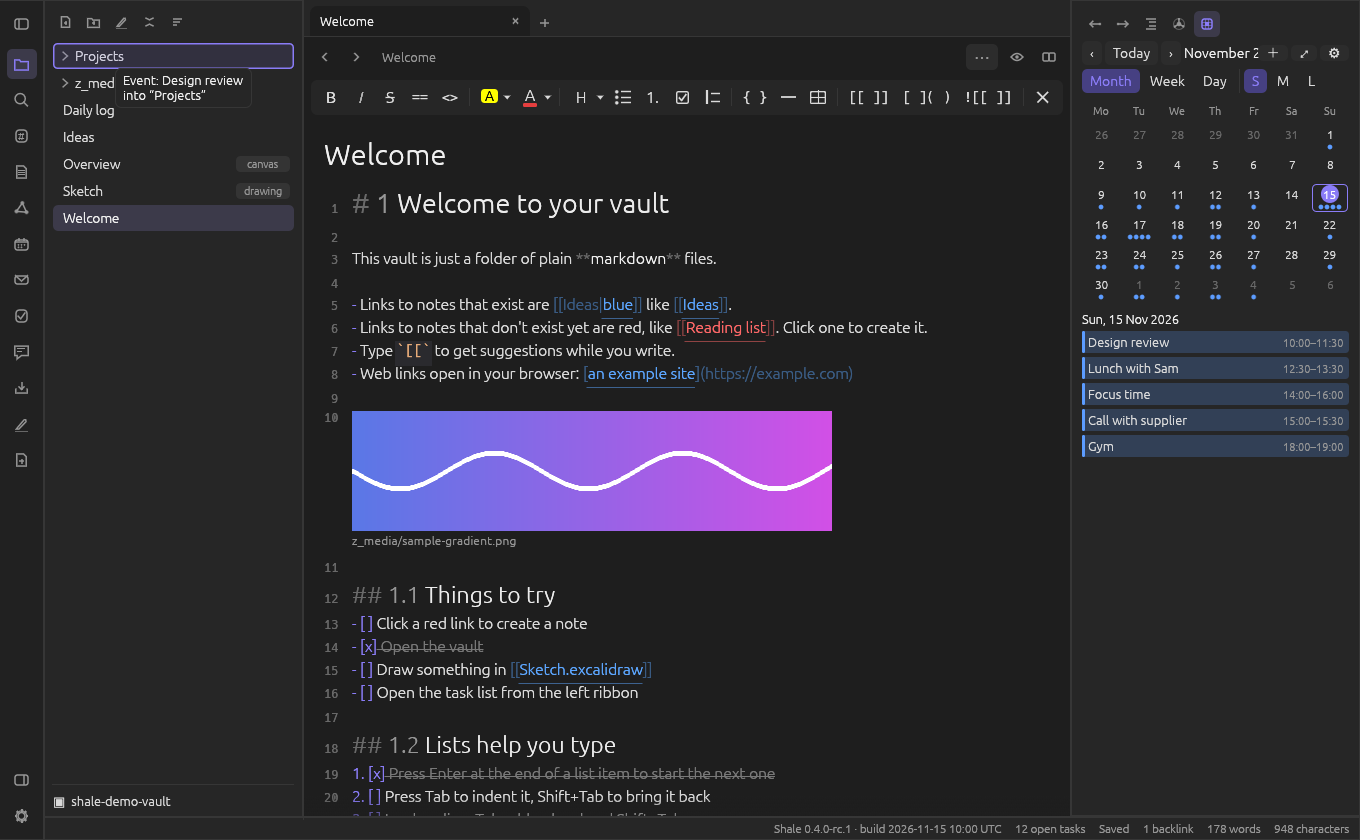 Projects
z_med
Event: Design review
into “Projects”
Daily log
Ideas
Overview canvas
Sketch drawing
Welcome
shale-demo-vault
Welcome × +
Welcome
B I S == <> A A H 1. { } [[ ]] [ ]( ) ![[ ]]
Welcome
1 # 1 Welcome to your vault
2
3 This vault is just a folder of plain **markdown** files.
4
5 - Links to notes that exist are [[Ideas|blue]] like [[Ideas]].
6 - Links to notes that don't exist yet are red, like [[Reading list]]. Click one to create it.
7 - Type `[[` to get suggestions while you write.
8 - Web links open in your browser: [an example site](https://example.com)
9
10
z_media/sample-gradient.png
11
12 ## 1.1 Things to try
13 - [ ] Click a red link to create a note
14 - [x] Open the vault
15 - [ ] Draw something in [[Sketch.excalidraw]]
16 - [ ] Open the task list from the left ribbon
17
18 ## 1.2 Lists help you type
19 1. [x] Press Enter at the end of a list item to start the next one
20 2. [ ] Press Tab to indent it, Shift+Tab to bring it back
‹ Today › November 2 +
Month Week Day S M L
Mo Tu We Th Fr Sa Su
26 27 28 29 30 31 1
2 3 4 5 6 7 8
9 10 11 12 13 14 15
16 17 18 19 20 21 22
23 24 25 26 27 28 29
30 1 2 3 4 5 6
Sun, 15 Nov 2026
Design review 10:00–11:30
Lunch with Sam 12:30–13:30
Focus time 14:00–16:00
Call with supplier 15:00–15:30
Gym 18:00–19:00
Shale 0.4.0-rc.1 · build 2026-11-15 10:00 UTC 12 open tasks Saved 1 backlink 178 words 948 characters